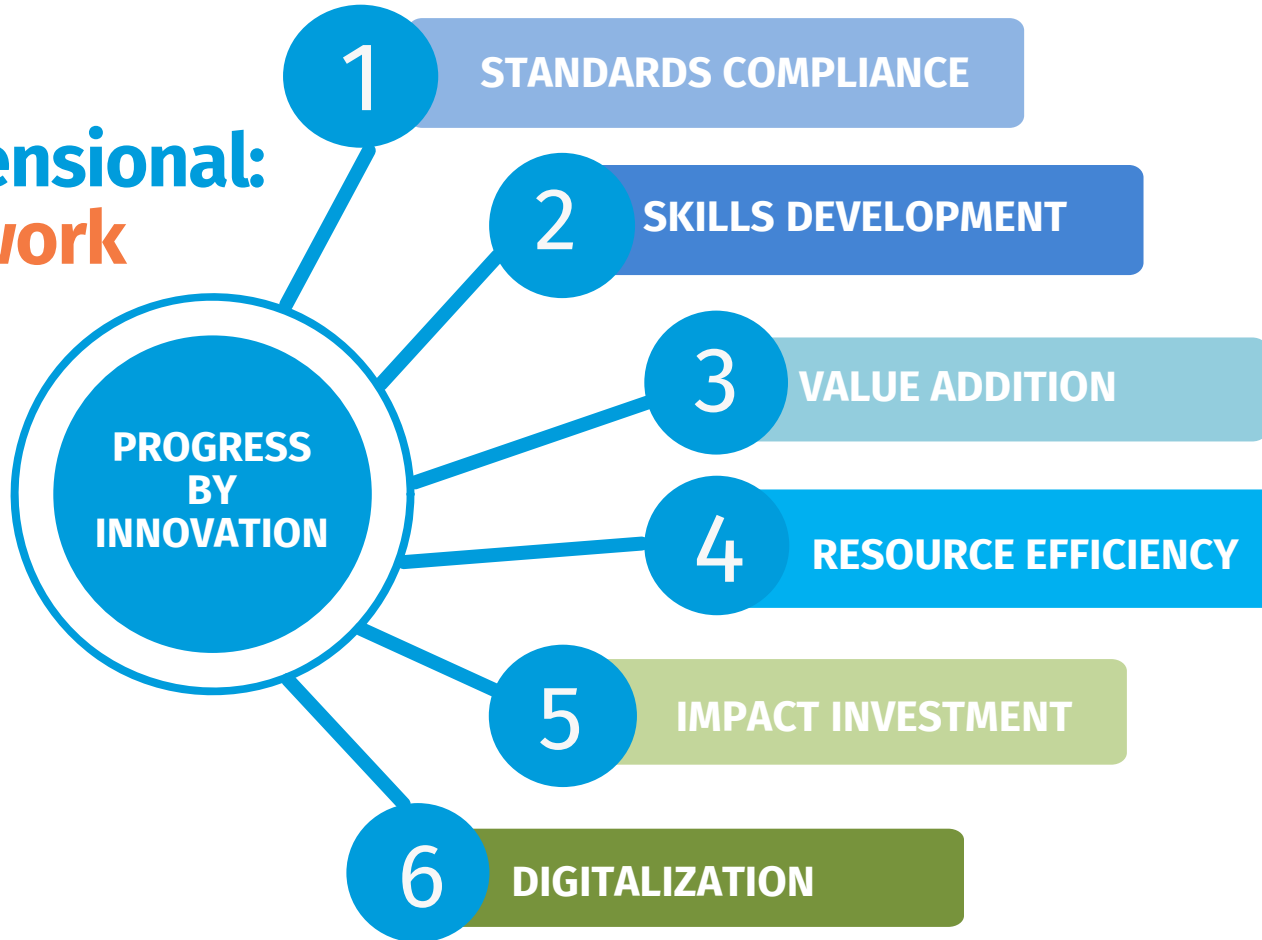 ensional:
work
1
STANDARDS COMPLIANCE
2
SKILLS DEVELOPMENT
3
VALUE ADDITION
4
RESOURCE EFFICIENCY
5
IMPACT INVESTMENT
6
DIGITALIZATION
PROGRESS
BY
INNOVATION